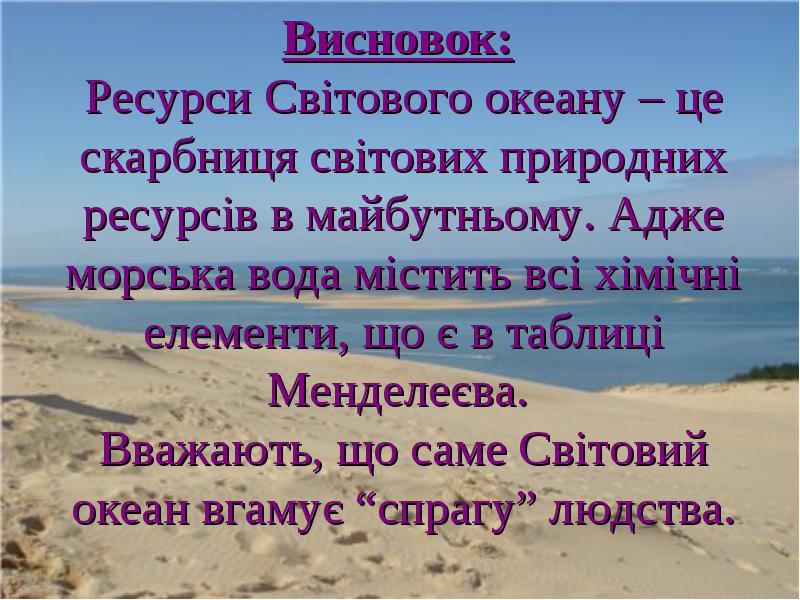 Висновок:
Ресурси Світового океану – це
скарбниця світових природних
ресурсів в майбутньому. Адже
морська вода містить всі хімічні
елементи, що є в таблиці
Менделеєва.
Вважають, що саме Світовий
океан вгамує “спрагу” людства.